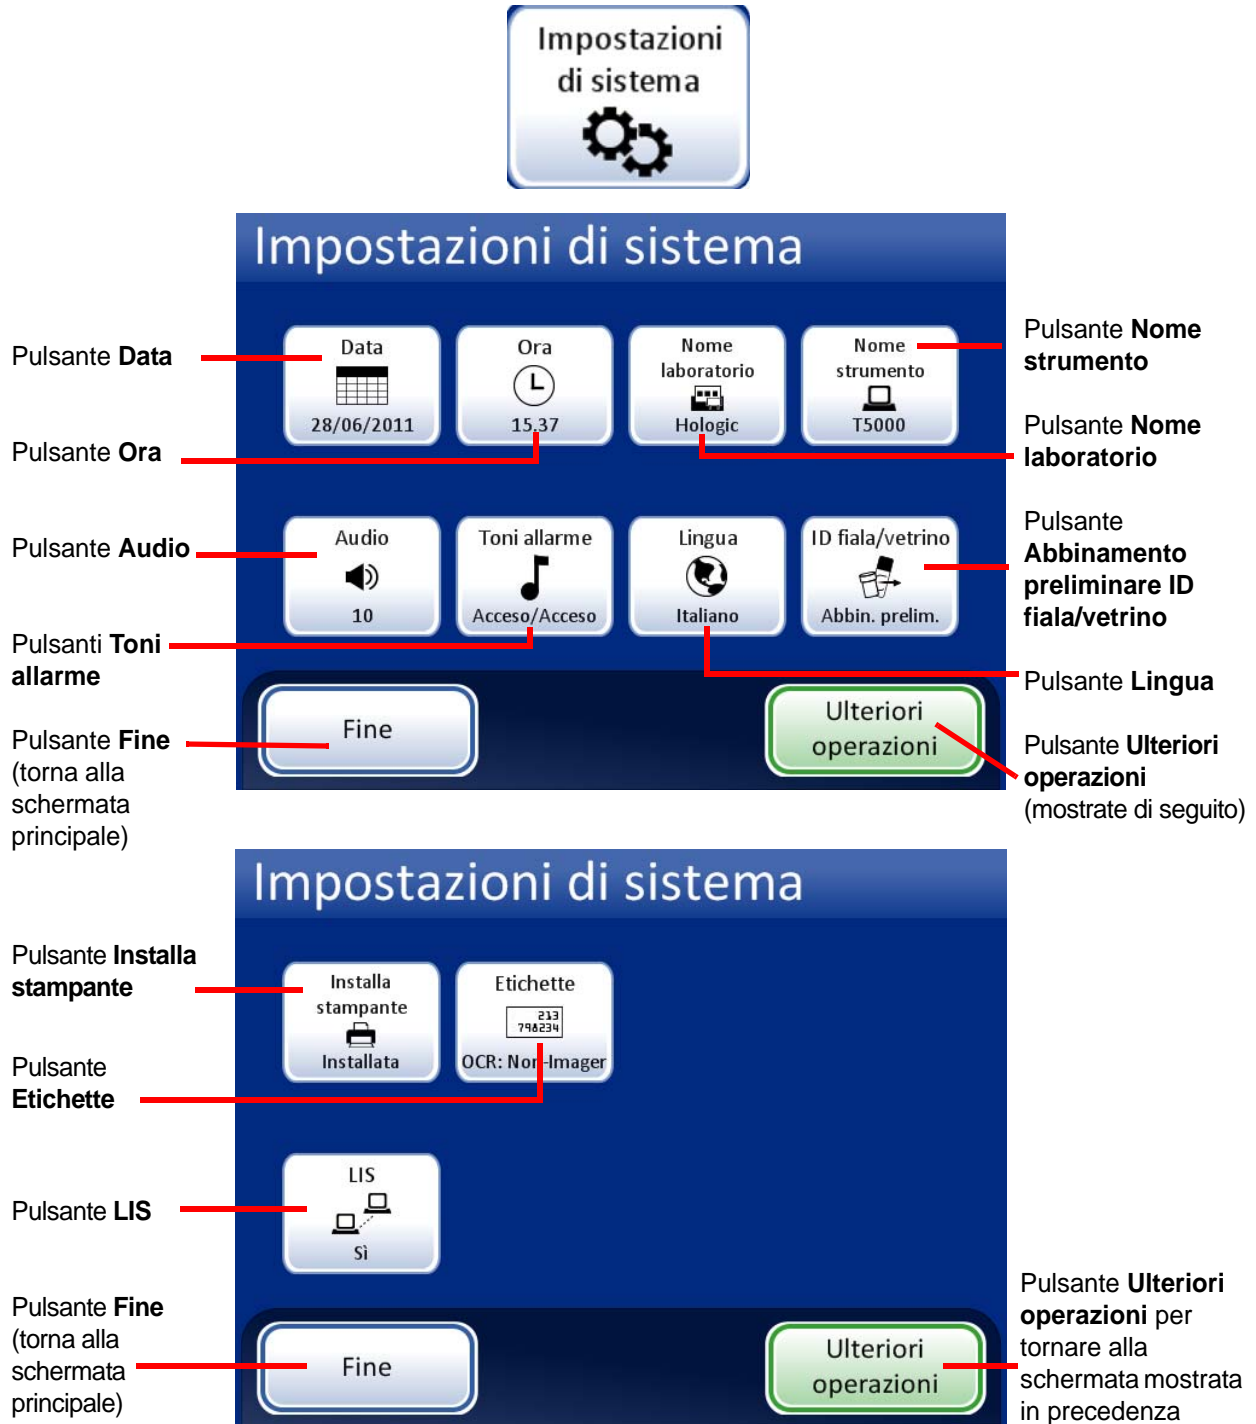 Impostazioni
di sistema
Impostazioni di sistema
Pulsante Data
Pulsante Ora
Pulsante Audio
Pulsanti Toni
allarme
Pulsante Fine
(torna alla
schermata
principale)
Data
28/06/2011
Ora
15.37
Nome
laboratorio
Hologic
Nome
strumento
T5000
Audio
10
Toni allarme
Acceso/Acceso
Lingua
Italiano
ID fiala/vetrino
Abbin. prelim.
Fine
Ulteriori
operazioni
Pulsante Nome
strumento
Pulsante Nome
laboratorio
Pulsante
Abbinamento
preliminare ID
fiala/vetrino
Pulsante Lingua
Pulsante Ulteriori
operazioni
(mostrate di seguito)
Impostazioni di sistema
Pulsante Installa
stampante
Pulsante
Etichette
Pulsante LIS
Pulsante Fine
(torna alla
schermata
principale)
Installa
stampante
Installata
Etichette
213
798234
OCR: Non-Imager
LIS
Sì
Fine
Ulteriori
operazioni
Pulsante Ulteriori
operazioni per
tornare alla
schermata mostrata
in precedenza